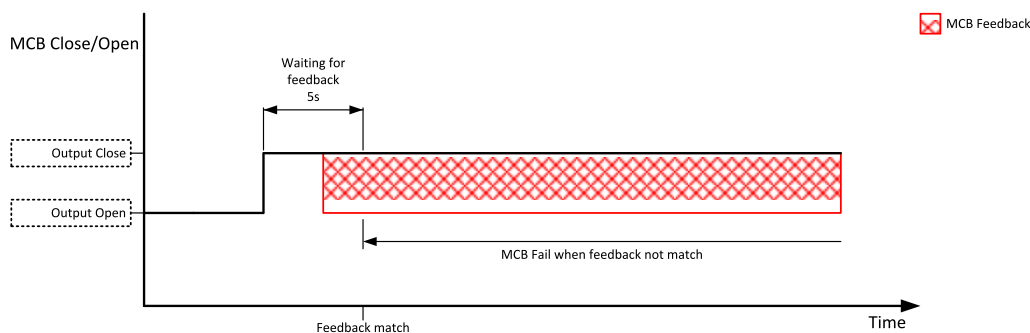 MCB Close/Open
MCB Feedback
Waiting for
feedback
5s
Output Close
Output Open
MCB Fail when feedback not match
Feedback match
Time